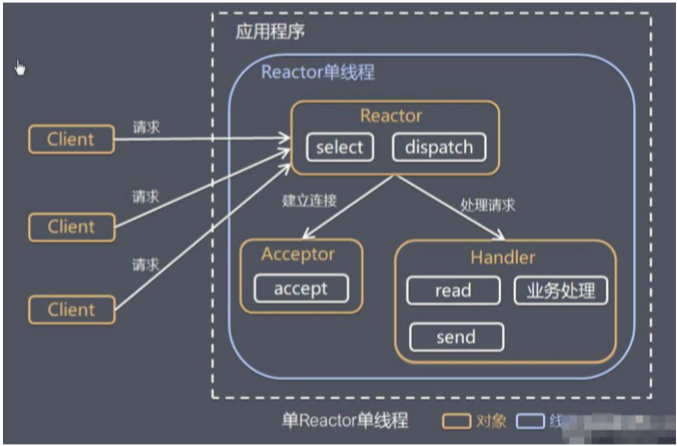 应用程序
Reactor单线程
Reactor
select
dispatch
Client
请求
Client
请求
Client
请求
建立连接
处理请求
Acceptor
accept
Handler
read
业务处理
send
单Reactor单线程
对象